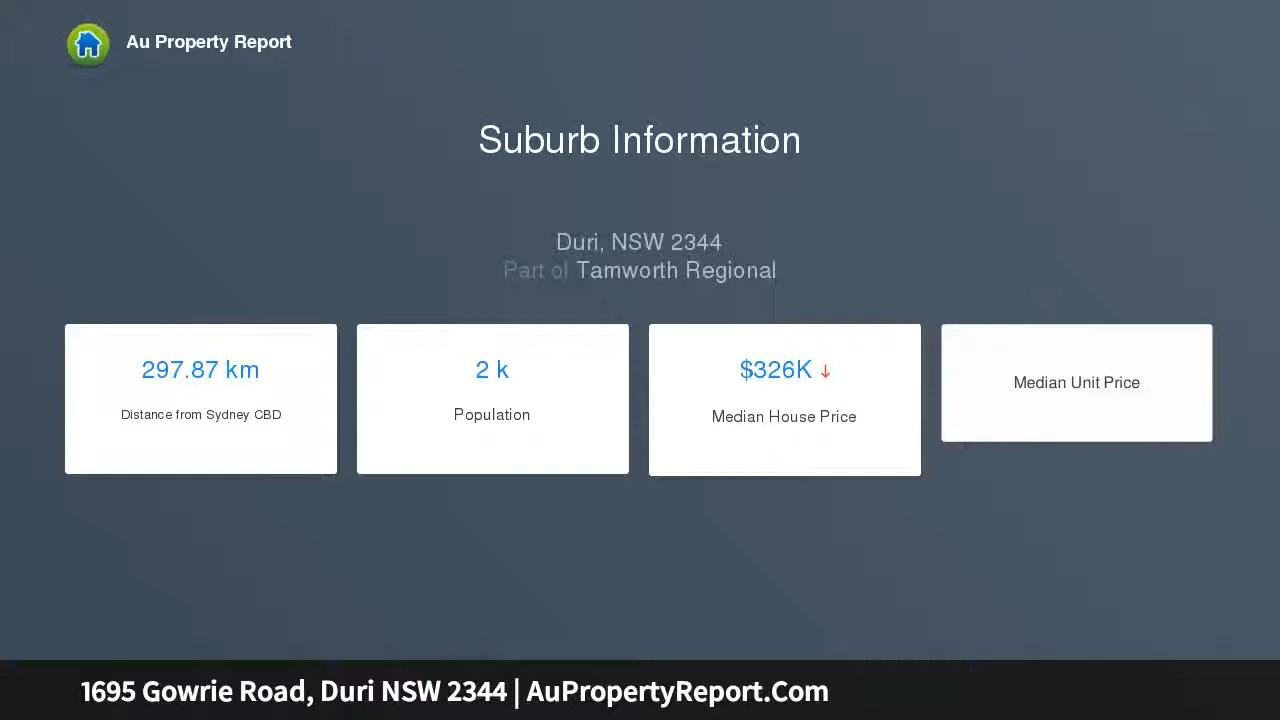 Au Property Report
Suburb Information
Duri, NSW 2344
Part of Tamworth Regional
297.87 km
Distance from Sydney CBD
2 k
Population
$326K ↓
Median House Price
Median Unit Price
1695 Gowrie Road, Duri NSW 2344 | AuPropertyReport.Com